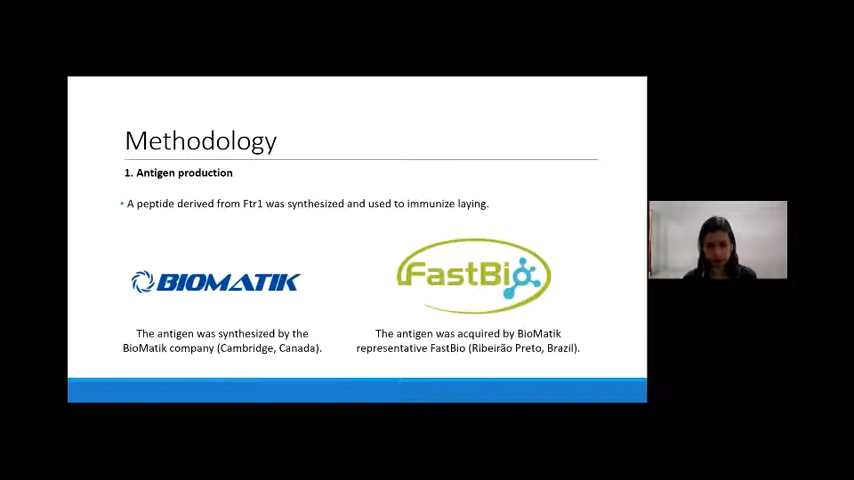 Methodology
1. Antigen production
• A peptide derived from Ftr1 was synthesized and used to immunize laying.
BIOMATIK
FastBio
The antigen was synthesized by the
BioMatik company (Cambridge, Canada).
The antigen was acquired by BioMatik
representative FastBio (Ribeirão Preto, Brazil).